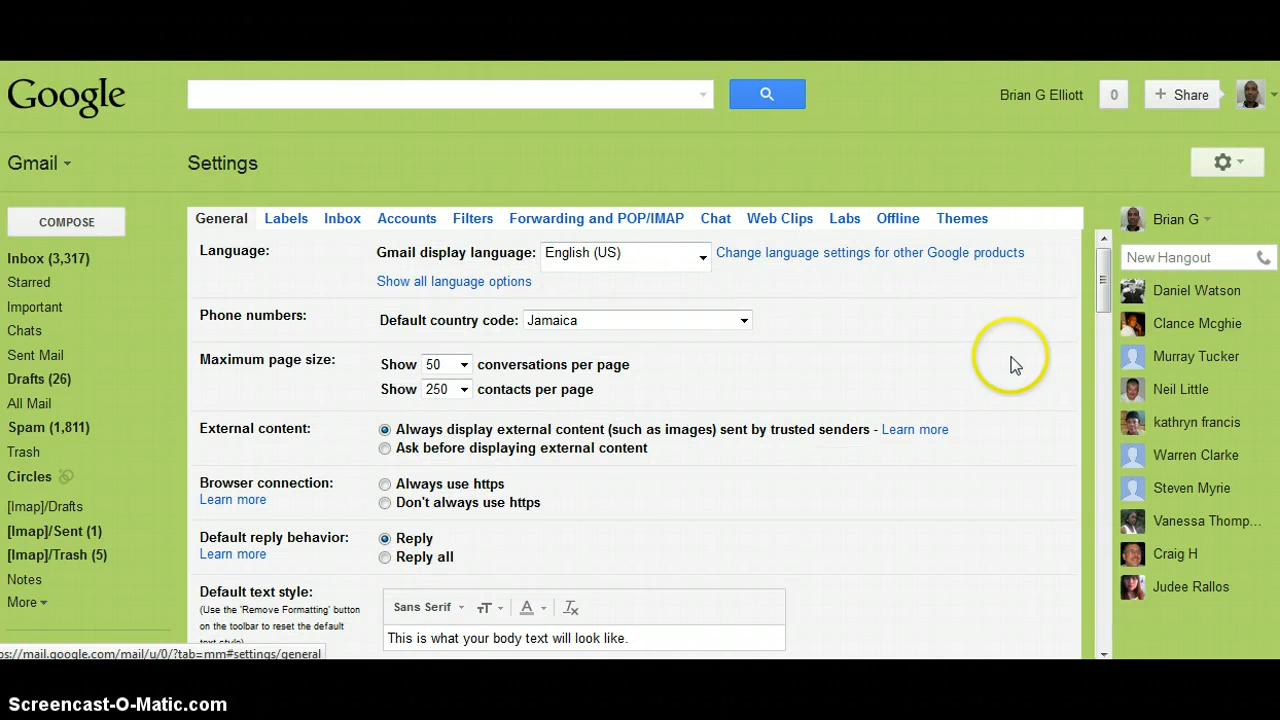 Google
Brian G Elliott 0 + Share
Gmail
Settings
COMPOSE
General Labels Inbox Accounts Filters Forwarding and POP/IMAP Chat Web Clips Labs Offline Themes
Brian G
Inbox (3,317)
Starred
Important
Chats
Sent Mail
Drafts (26)
All Mail
Spam (1,811)
Trash
Circles
[Imap]/Drafts
[Imap]/Sent (1)
[Imap]/Trash (5)
Notes
More
Language:
Gmail display language: English (US) Change language settings for other Google products
Show all language options
Phone numbers:
Default country code: Jamaica
Maximum page size:
Show 50 conversations per page
Show 250 contacts per page
External content:
Always display external content (such as images) sent by trusted senders - Learn more
Ask before displaying external content
Browser connection:
Learn more
Always use https
Don't always use https
Default reply behavior:
Learn more
Reply
Reply all
Default text style:
(Use the 'Remove Formatting' button
on the toolbar to reset the default
text style)
Sans Serif
This is what your body text will look like.
New Hangout
Daniel Watson
Clance Mcghie
Murray Tucker
Neil Little
kathryn francis
Warren Clarke
Steven Myrie
Vanessa Thomp...
Craig H
Judee Rallos
ps://mail.google.com/mail/u/0/?tab=mm#settings/general
Screencast-O-Matic.com